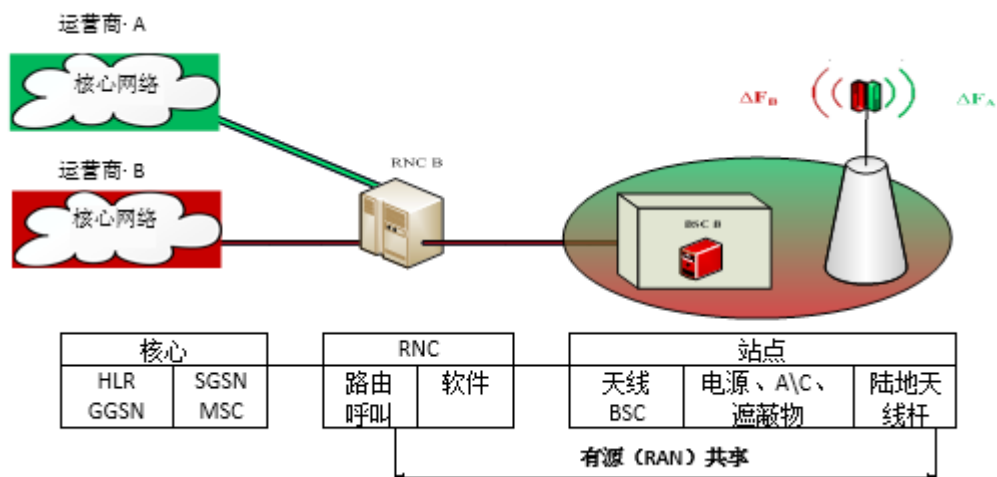 运营商· A
核心网络
运营商· B
核心网络
RNC B
BSC B
ΔF_B
ΔF_A
核心
HLR
GGSN
SGSN
MSC
RNC
路由
呼叫
软件
站点
天线
BSC
电源、A\C、
遮蔽物
陆地天
线杆
有源（RAN）共享